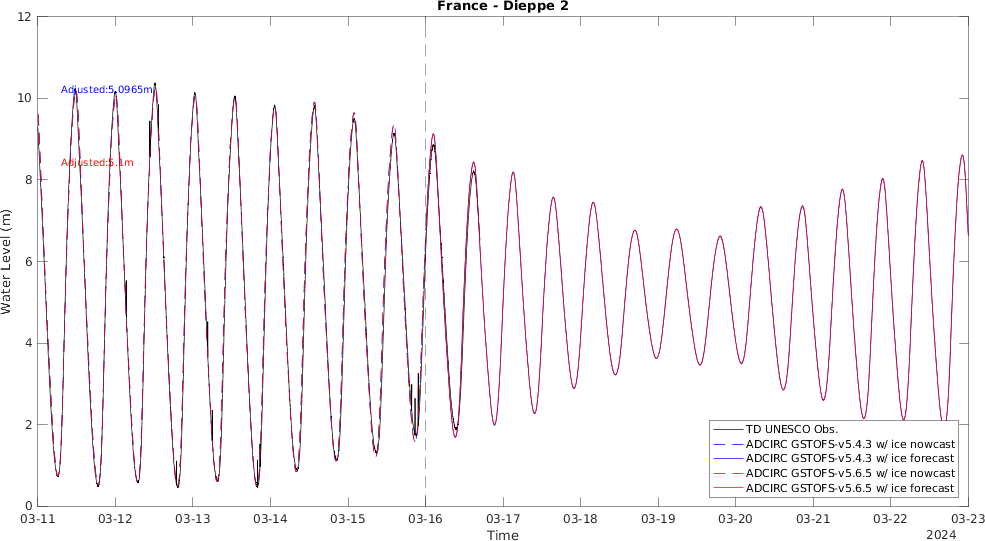 France - Dieppe 2
12
10
8
6
4
2
0
Water Level (m)
Adjusted:5.0965m
Adjusted:5.1m
TD UNESCO Obs.
ADCIRC GSTOFS-v5.4.3 w/ ice nowcast
ADCIRC GSTOFS-v5.4.3 w/ ice forecast
ADCIRC GSTOFS-v5.6.5 w/ ice nowcast
ADCIRC GSTOFS-v5.6.5 w/ ice forecast
03-11 03-12 03-13 03-14 03-15 03-16 03-17 03-18 03-19 03-20 03-21 03-22 03-23
Time
2024